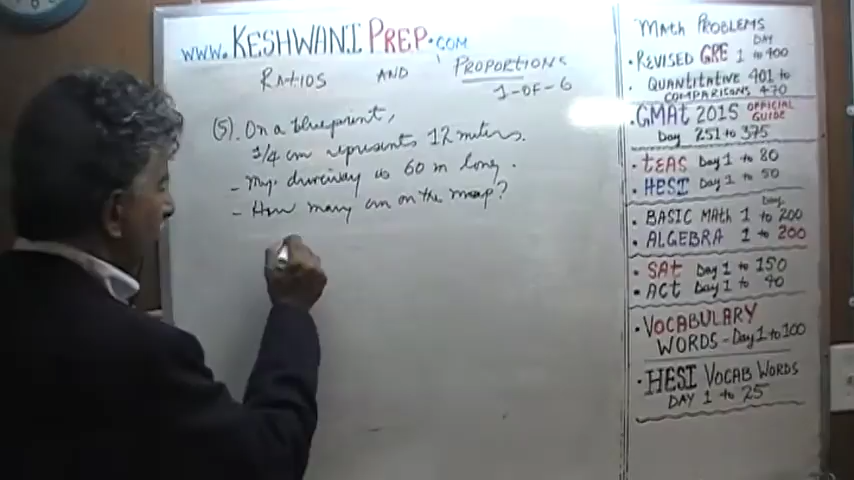 www.KESHWANI PREP.COM
RATIOS AND PROPORTIONS
1-OF-6
(5). On a blueprint,
3/4 cm represents 12 meters.
- My driveway is 60 m long.
- How many cm on the map?
MATH PROBLEMS
DAY
• REVISED GRE 1 to 400
• QUANTITATIVE 401 to
COMPARISONS 470
• GMAT 2015 OFFICIAL
GUIDE
Day 251 to 375
• TEAS Day 1 to 80
• HESI Day 1 to 50
Day
• BASIC MATH 1 to 200
• ALGEBRA 1 to 200
• SAT Day 1 to 150
• ACT Day 1 to 40
• VOCABULARY
WORDS - Day 1 to 100
• HESI VOCAB WORDS
DAY 1 to 25